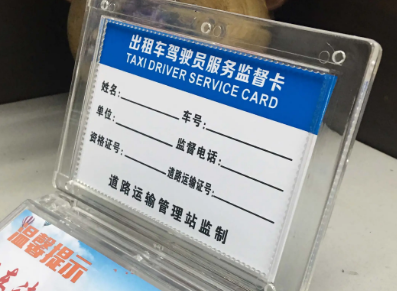 出租车驾驶员服务监督卡
TAXI DRIVER SERVICE CARD
姓名： 车号：
单位： 监督电话：
资格证号： 道路运输证号：
道路运输管理站监制
温馨提示